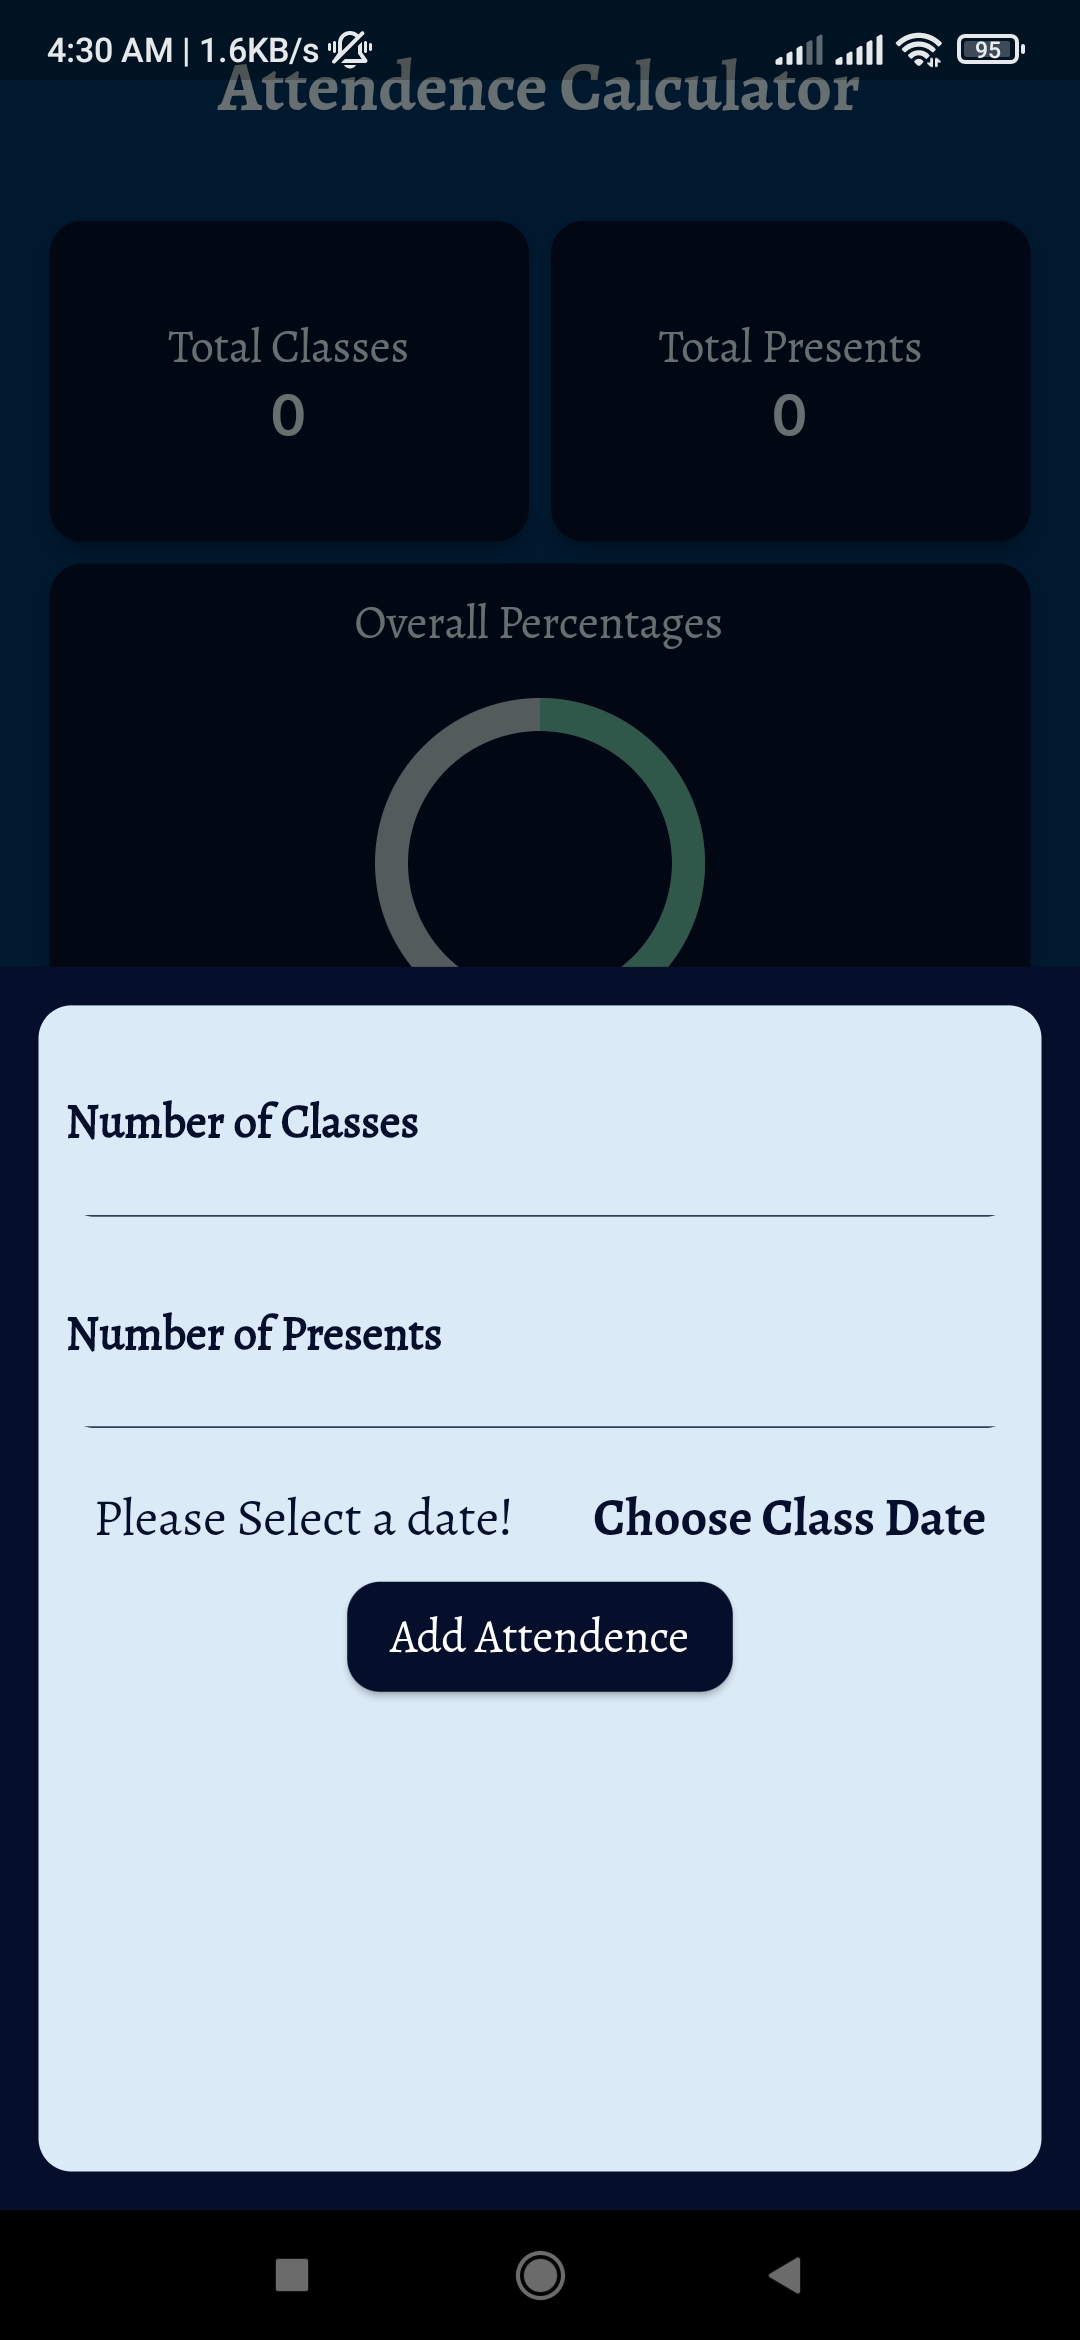 4:30 AM | 1.6KB/s 95
Attendence Calculator
Total Classes
0
Total Presents
0
Overall Percentages
Number of Classes
Number of Presents
Please Select a date! Choose Class Date
Add Attendence